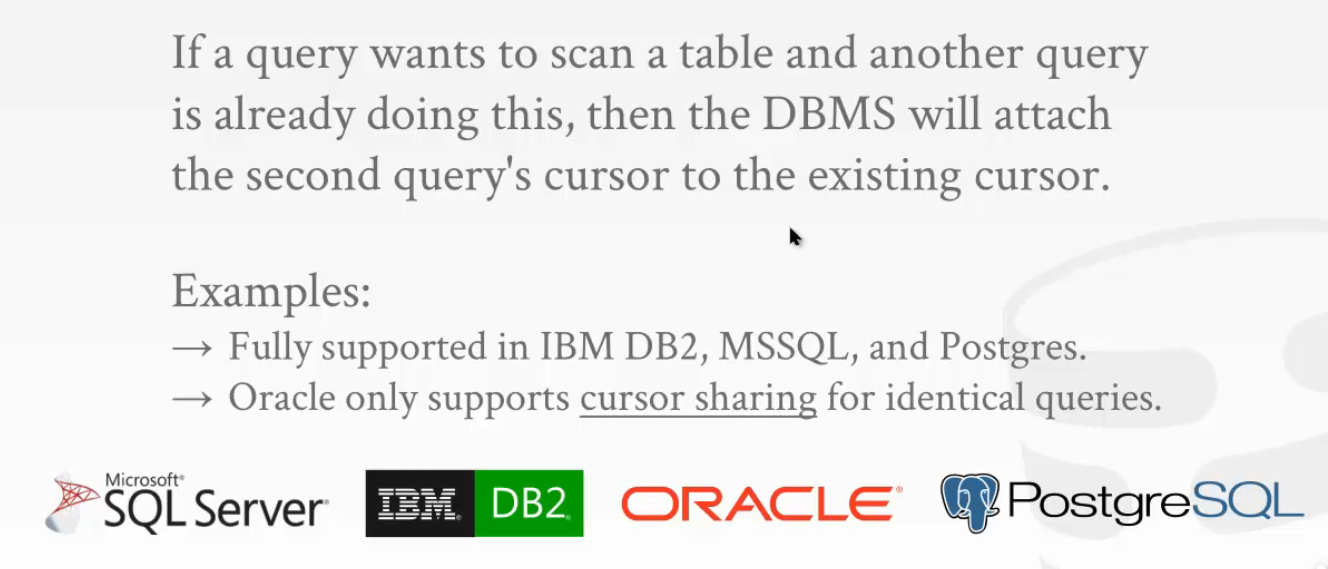 If a query wants to scan a table and another query
is already doing this, then the DBMS will attach
the second query's cursor to the existing cursor.
Examples:
→ Fully supported in IBM DB2, MSSQL, and Postgres.
→ Oracle only supports cursor sharing for identical queries.
Microsoft®
SQL Server®
IBM® DB2®
ORACLE®
PostgreSQL